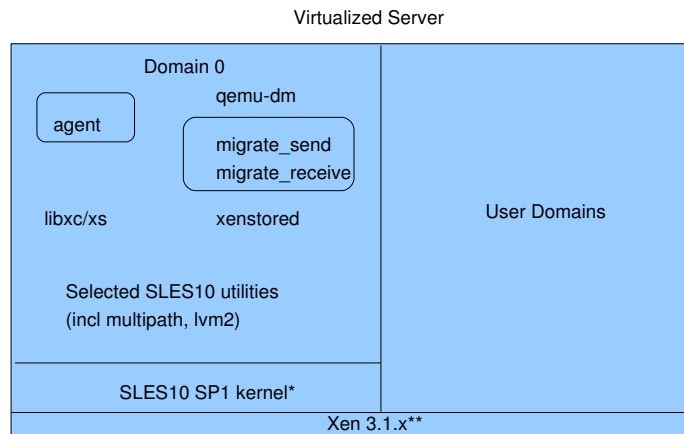 Virtualized Server
Domain 0
qemu-dm
agent
migrate_send
migrate_receive
libxc/xs
xenstored
User Domains
Selected SLES10 utilities
(incl multipath, lvm2)
SLES10 SP1 kernel*
Xen 3.1.x**